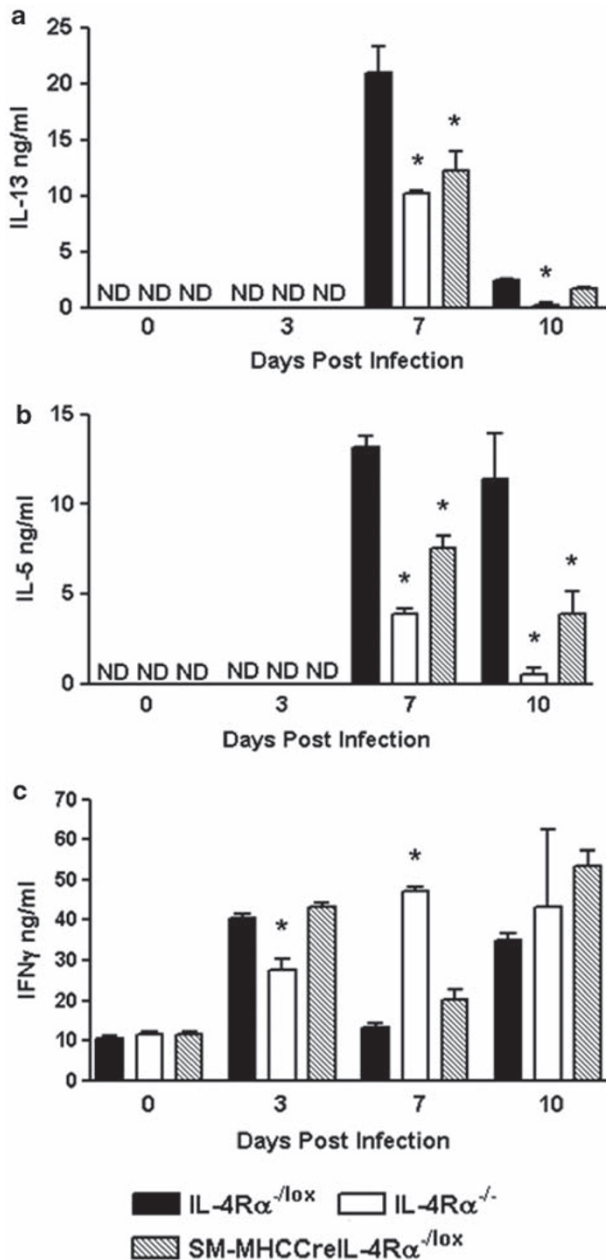 a
IL-13 ng/ml
25
20
15
10
5
0
* *
*
ND ND ND ND ND ND
0 3 7 10
Days Post Infection
b
IL-5 ng/ml
15
10
5
0
* *
* *
ND ND ND ND ND ND
0 3 7 10
Days Post Infection
c
IFNγ ng/ml
70
60
50
40
30
20
10
0
* *
0 3 7 10
Days Post Infection
IL-4Rα-/lox IL-4Rα-/-
SM-MHCCreIL-4Rα-/lox